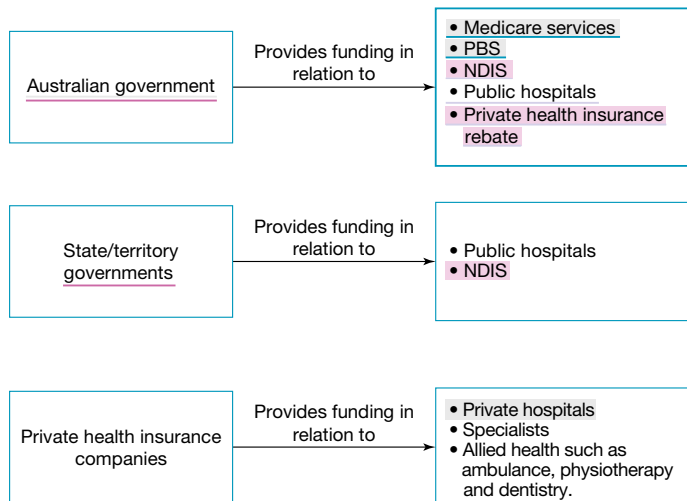 Australian government
Provides funding in
relation to
• Medicare services
• PBS
• NDIS
• Public hospitals
• Private health insurance
rebate
State/territory
governments
Provides funding in
relation to
• Public hospitals
• NDIS
Private health insurance
companies
Provides funding in
relation to
• Private hospitals
• Specialists
• Allied health such as
ambulance, physiotherapy
and dentistry.